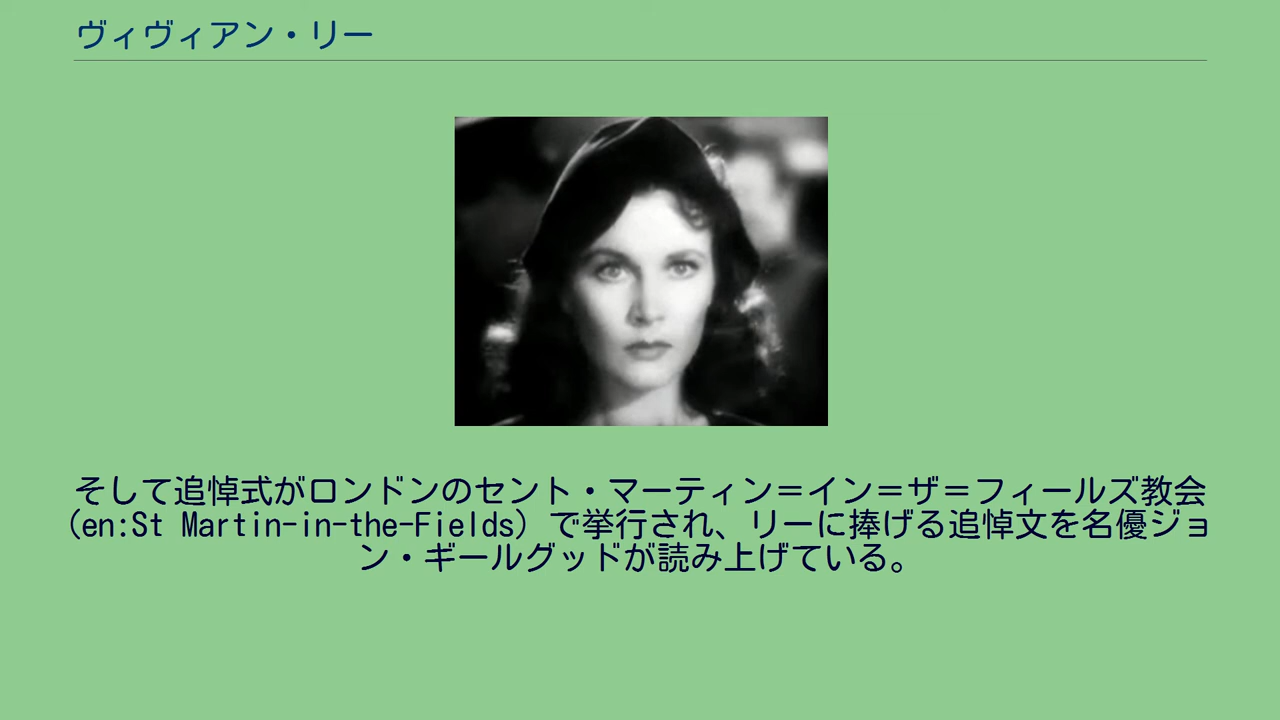 ヴィヴィアン・リー
そして追悼式がロンドンのセント・マーティン＝イン＝ザ＝フィールズ教会
(en:St Martin-in-the-Fields) で挙行され、リーに捧げる追悼文を名優ジョ
ン・ギールグッドが読み上げている。